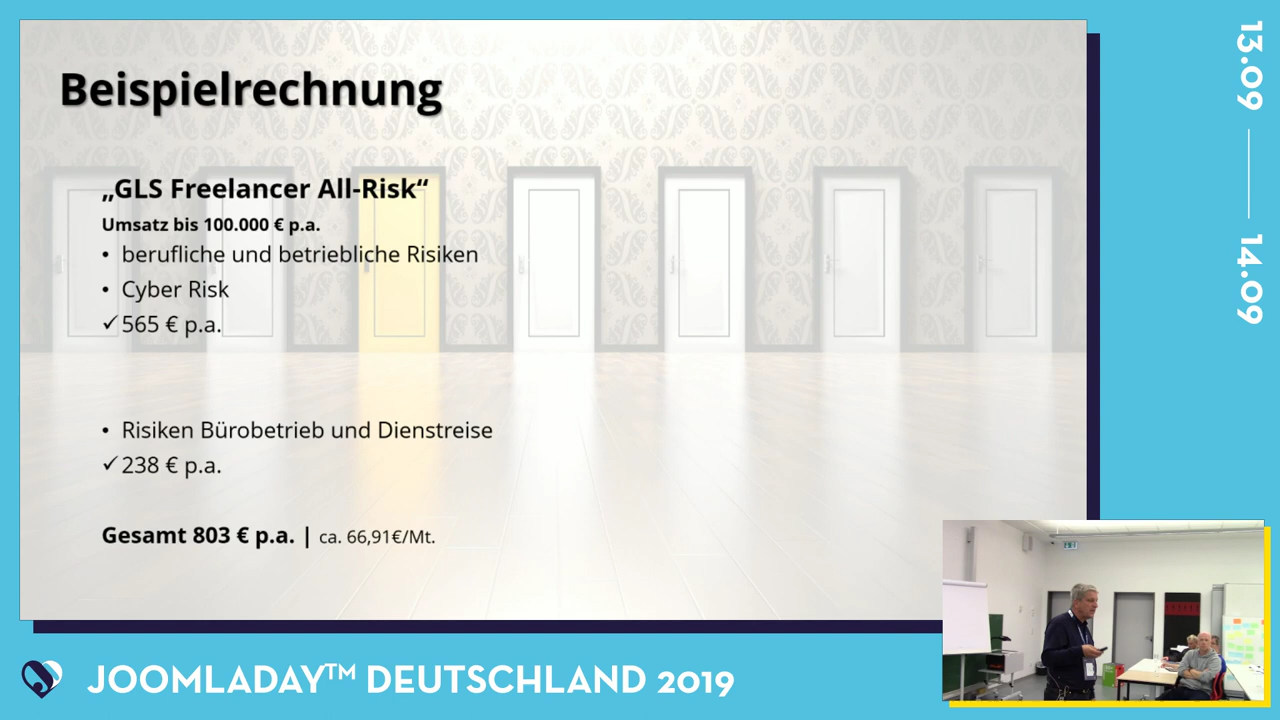 Beispielrechnung
„GLS Freelancer All-Risk“
Umsatz bis 100.000 € p.a.
• berufliche und betriebliche Risiken
• Cyber Risk
✓565 € p.a.
• Risiken Bürobetrieb und Dienstreise
✓238 € p.a.
Gesamt 803 € p.a. | ca. 66,91€/Mt.
13.09
14.09
JOOMLADAY™ DEUTSCHLAND 2019